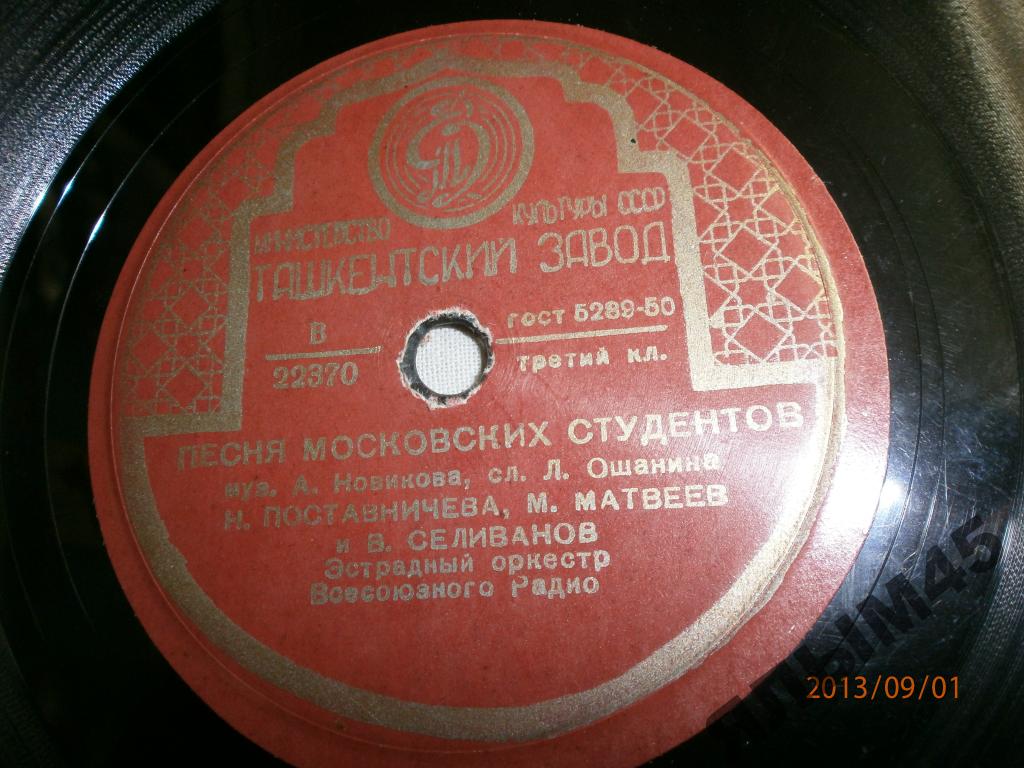 МИНИСТЕРСТВО КУЛЬТУРЫ СССР
ТАШКЕНТСКИЙ ЗАВОД
В
22370
ГОСТ 5289-50
третий кл.
ПЕСНЯ МОСКОВСКИХ СТУДЕНТОВ
муз. А. Новикова, сл. Л. Ошанина
Н. ПОСТАВНИЧЕВА, М. МАТВЕЕВ
и В. СЕЛИВАНОВ
Эстрадный оркестр
Всесоюзного Радио
2013/09/01